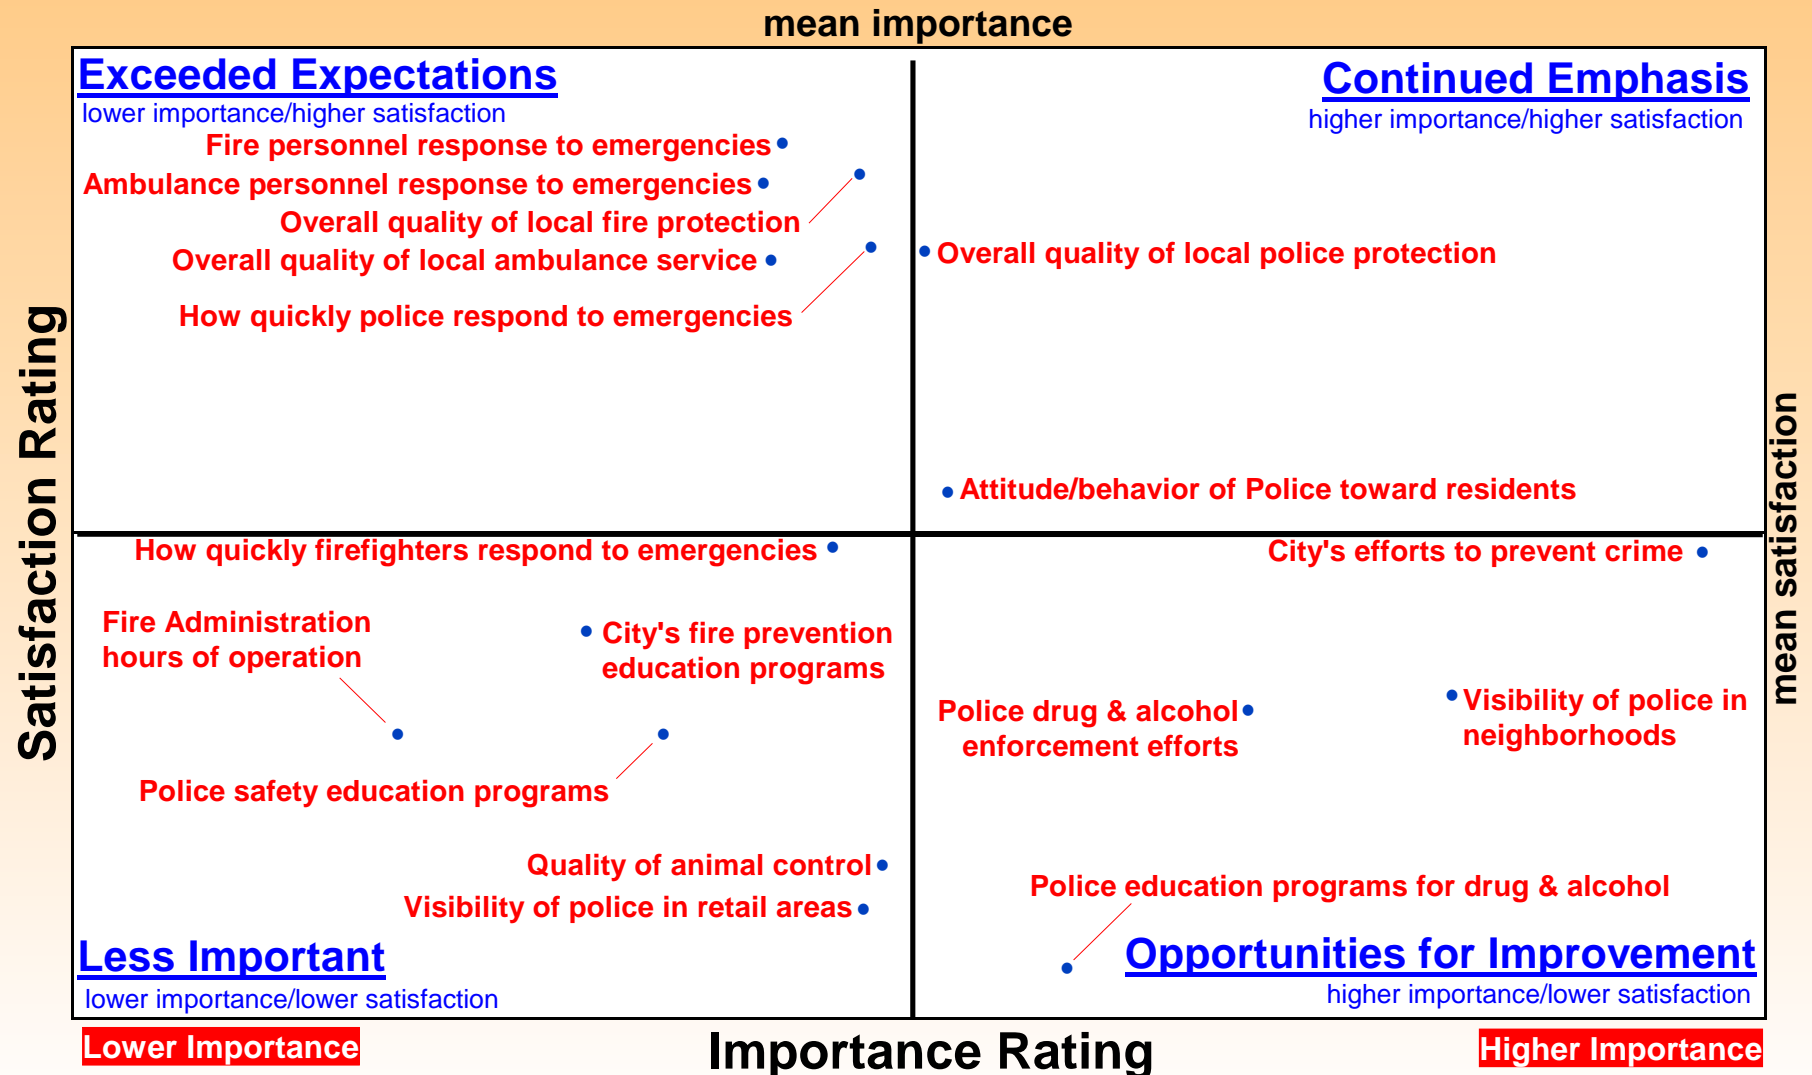 mean importance
Exceeded Expectations
lower importance/higher satisfaction
Continued Emphasis
higher importance/higher satisfaction
Fire personnel response to emergencies
Ambulance personnel response to emergencies
Overall quality of local fire protection
Overall quality of local ambulance service
Overall quality of local police protection
How quickly police respond to emergencies
Attitude/behavior of Police toward residents
Satisfaction Rating
mean satisfaction
How quickly firefighters respond to emergencies
City's efforts to prevent crime
Fire Administration
hours of operation
City's fire prevention
education programs
Police drug & alcohol
enforcement efforts
Visibility of police in
neighborhoods
Police safety education programs
Quality of animal control
Visibility of police in retail areas
Police education programs for drug & alcohol
Less Important
lower importance/lower satisfaction
Opportunities for Improvement
higher importance/lower satisfaction
Lower Importance
Importance Rating
Higher Importance